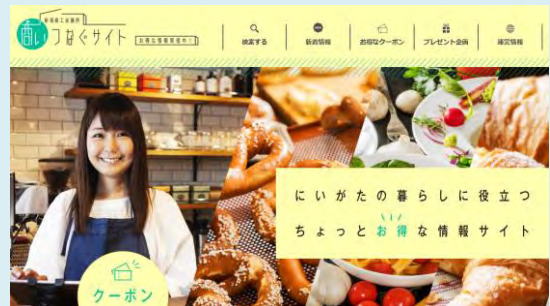 新潟商工会議所
商い つなぐサイト
お得な情報発信中!
検索する
新着情報
お得なクーポン
プレゼント企画
運営情報
にいがたの暮らしに役立つ
ちょっとお得な情報サイト
クーポン